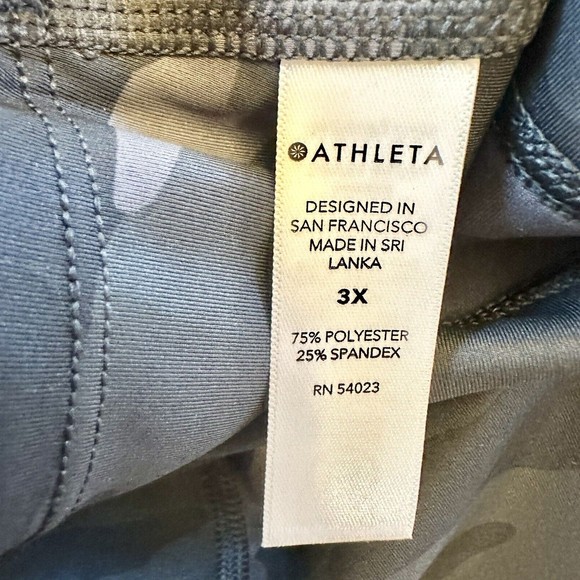 ATHLETA
DESIGNED IN
SAN FRANCISCO
MADE IN SRI
LANKA
3X
75% POLYESTER
25% SPANDEX
RN 54023